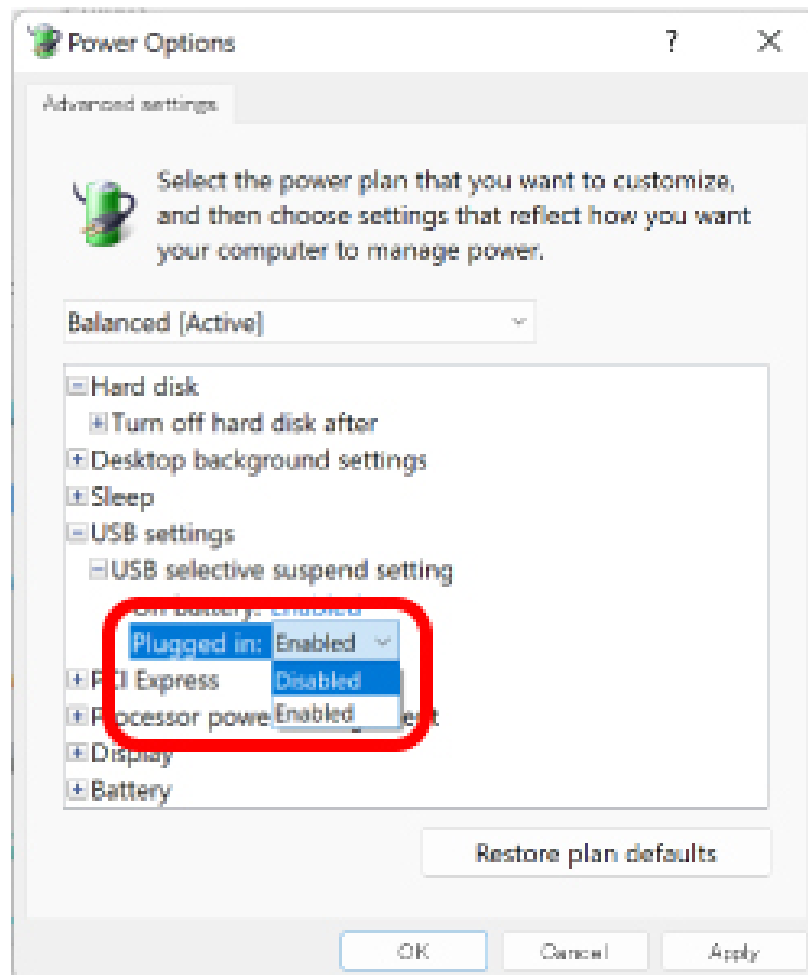 Power Options
?
Advanced settings
Select the power plan that you want to customize,
and then choose settings that reflect how you want
your computer to manage power.
Balanced [Active]
Hard disk
Turn off hard disk after
Desktop background settings
Sleep
USB settings
USB selective suspend setting
battery: Enabled
Plugged in: Enabled
Express Disabled
Processor Enabled
Display
Battery
Restore plan defaults
OK Cancel Apply